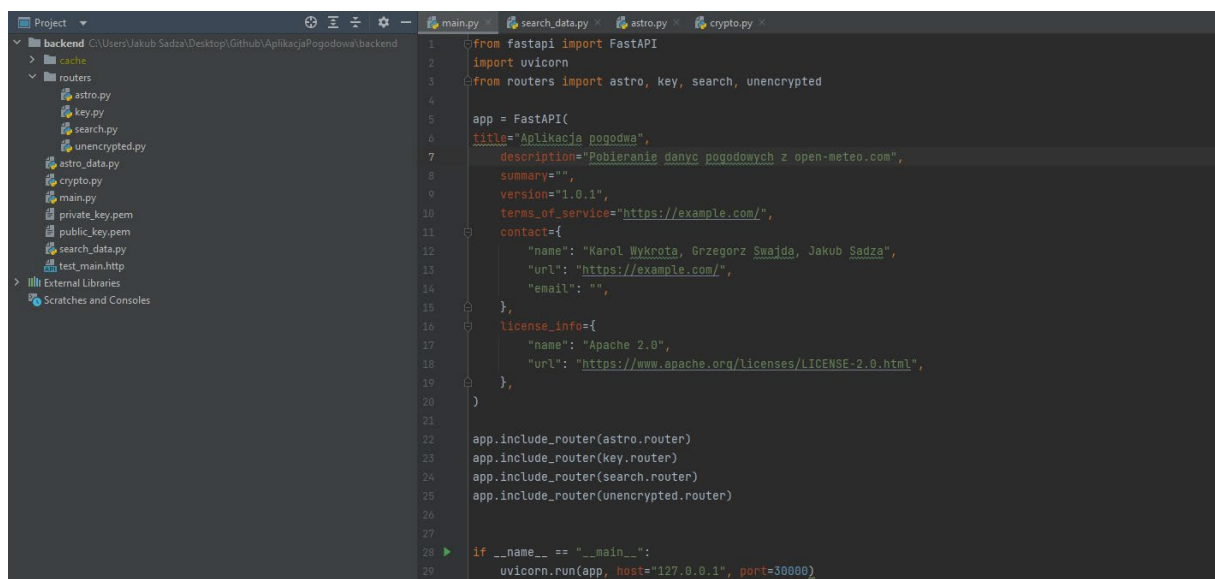 Project
backend C:\Users\Jakub Sadza\Desktop\Github\AplikacjaPogodowa\backend
cache
routers
astro.py
key.py
search.py
unencrypted.py
astro_data.py
crypto.py
main.py
private_key.pem
public_key.pem
search_data.py
test_main.http
External Libraries
Scratches and Consoles
main.py search_data.py astro.py crypto.py
1 from fastapi import FastAPI
2 import uvicorn
3 from routers import astro, key, search, unencrypted
4
5 app = FastAPI(
6 title="Aplikacja pogodwa",
7 description="Pobieranie danyc pogodowych z open-meteo.com",
8 summary="",
9 version="1.0.1",
10 terms_of_service="https://example.com/",
11 contact={
12 "name": "Karol Wykrota, Grzegorz Swajda, Jakub Sadza",
13 "url": "https://example.com/",
14 "email": "",
15 },
16 license_info={
17 "name": "Apache 2.0",
18 "url": "https://www.apache.org/licenses/LICENSE-2.0.html",
19 },
20 )
21
22 app.include_router(astro.router)
23 app.include_router(key.router)
24 app.include_router(search.router)
25 app.include_router(unencrypted.router)
26
27
28 if __name__ == "__main__":
29 uvicorn.run(app, host="127.0.0.1", port=30000)